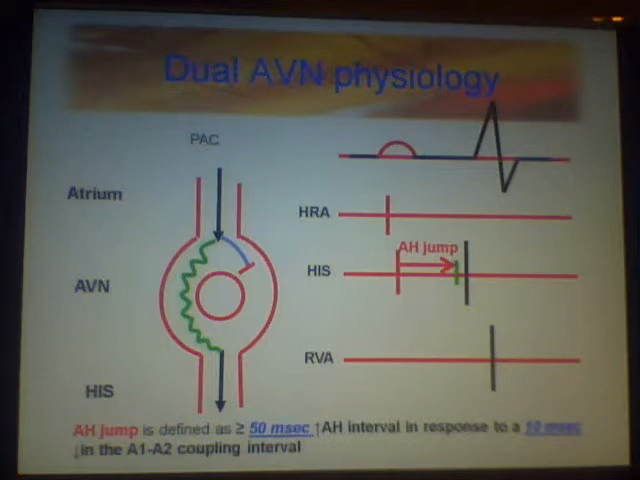 Dual AVN physiology
PAC
Atrium
HRA
AH jump
HIS
AVN
RVA
HIS
AH jump is defined as ≥ 50 msec ↑AH interval in response to a 10 msec
↓in the A1-A2 coupling interval